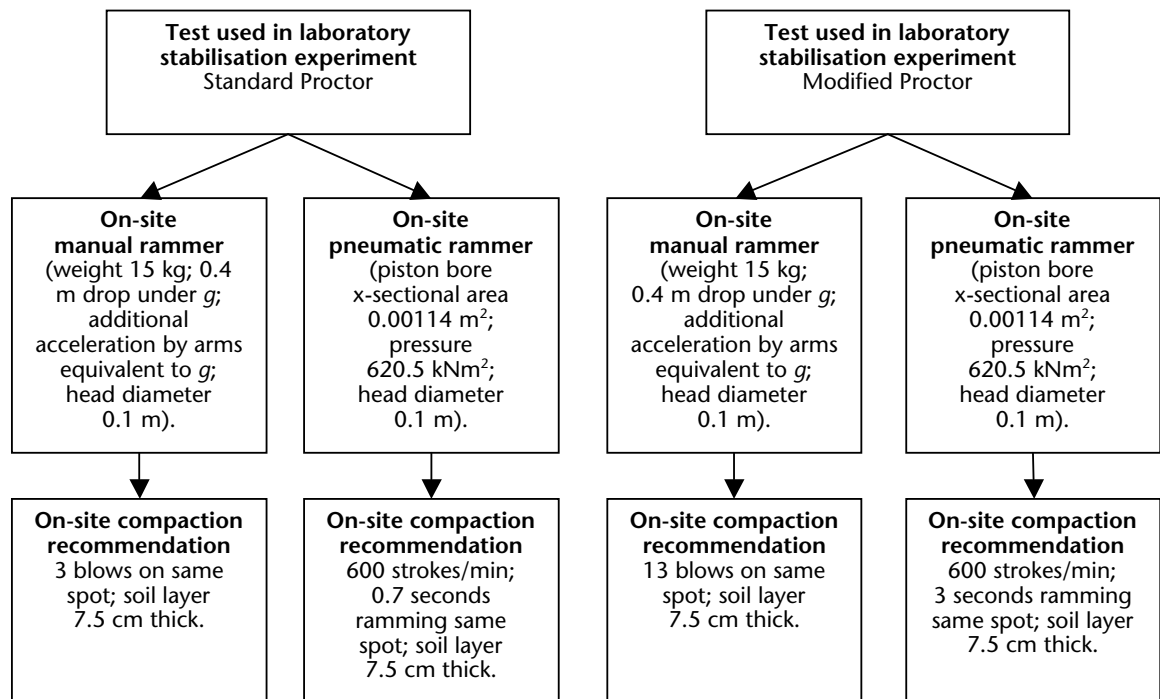 Test used in laboratory
stabilisation experiment
Standard Proctor
Test used in laboratory
stabilisation experiment
Modified Proctor
On-site
manual rammer
(weight 15 kg; 0.4
m drop under g;
additional
acceleration by arms
equivalent to g;
head diameter
0.1 m).
On-site
pneumatic rammer
(piston bore
x-sectional area
0.00114 m²;
pressure
620.5 kNm²;
head diameter
0.1 m).
On-site
manual rammer
(weight 15 kg;
0.4 m drop under g;
additional
acceleration by arms
equivalent to g;
head diameter
0.1 m).
On-site
pneumatic rammer
(piston bore
x-sectional area
0.00114 m²;
pressure
620.5 kNm²;
head diameter
0.1 m).
On-site compaction
recommendation
3 blows on same
spot; soil layer
7.5 cm thick.
On-site compaction
recommendation
600 strokes/min;
0.7 seconds
ramming same
spot; soil layer
7.5 cm thick.
On-site compaction
recommendation
13 blows on same
spot; soil layer
7.5 cm thick.
On-site compaction
recommendation
600 strokes/min;
3 seconds ramming
same spot; soil layer
7.5 cm thick.